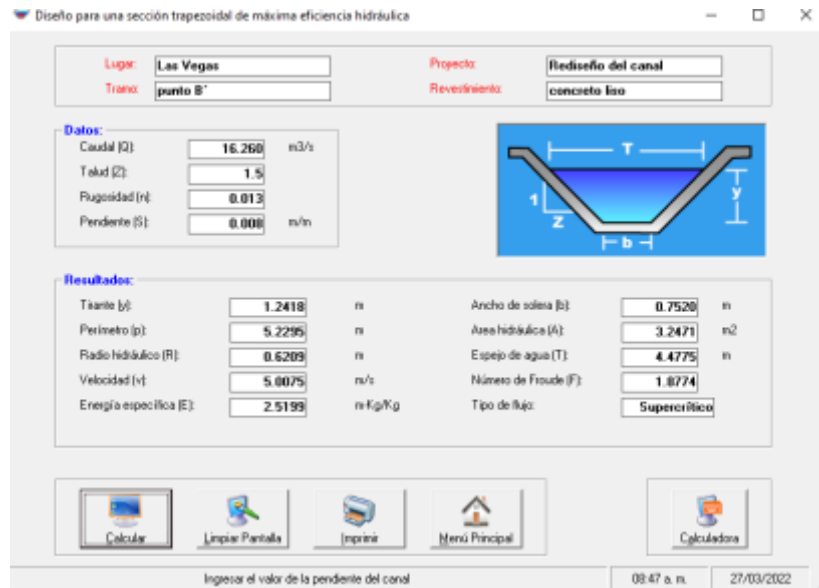 Diseño para una sección trapezoidal de máxima eficiencia hidráulica
Lugar: Las Vegas
Proyecto: Rediseño del canal
Tramo: punto B'
Revestimiento: concreto liso
Datos:
Caudal (Q): 16.260 m3/s
Talud (Z): 1.5
Rugosidad (n): 0.013
Pendiente (S): 0.008 m/m
T
y
1
Z
b
Resultados:
Tirante (y): 1.2418 m
Ancho de solera (b): 0.7520 m
Perímetro (p): 5.2295 m
Area hidráulica (A): 3.2471 m2
Radio hidráulico (R): 0.6209 m
Espejo de agua (T): 4.4775 m
Velocidad (v): 5.0075 m/s
Número de Froude (F): 1.8774
Energía específica (E): 2.5199 m-Kg/Kg
Tipo de flujo: Supercrítico
Calcular
Limpiar Pantalla
Imprimir
Menú Principal
Calculadora
Ingresar el valor de la pendiente del canal
08:47 a. m.
27/03/2022